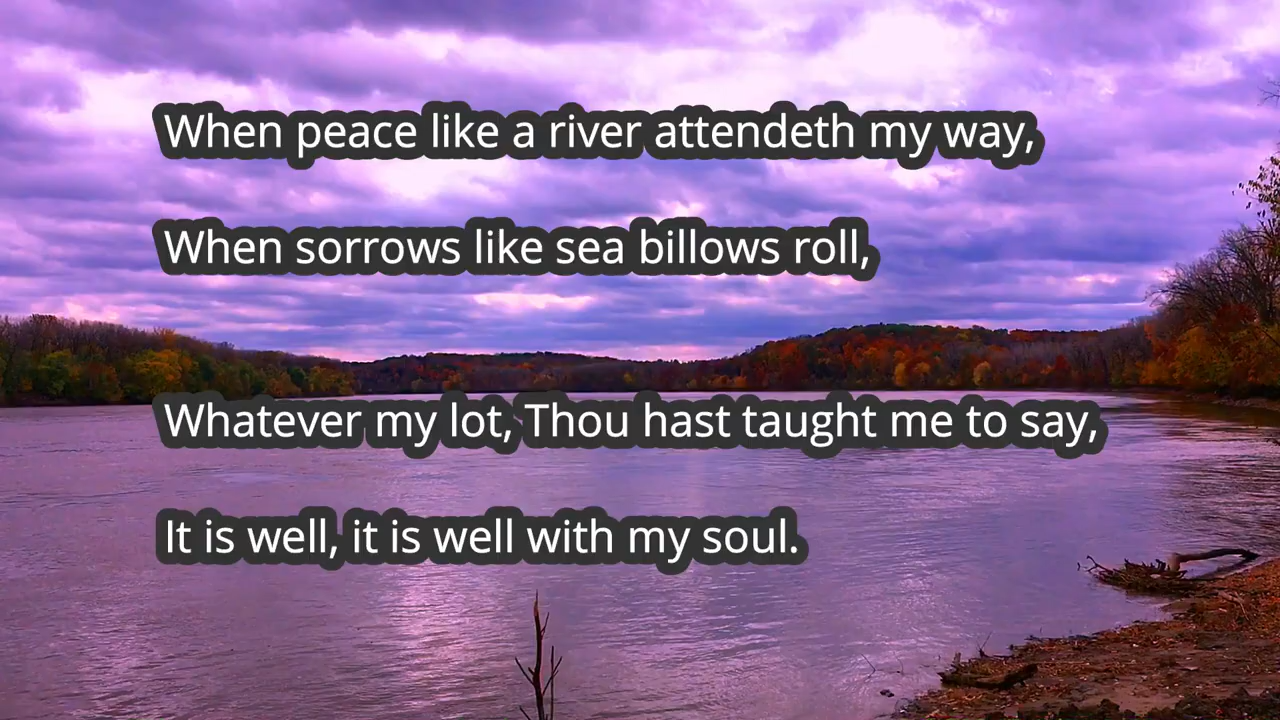 When peace like a river attendeth my way,
When sorrows like sea billows roll,
Whatever my lot, Thou hast taught me to say,
It is well, it is well with my soul.